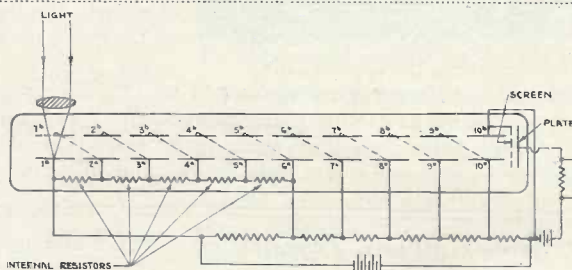 LIGHT
SCREEN
PLATE
1b 2b 3b 4b 5b 6b 7b 8b 9b 10b
1a 2a 3a 4a 5a 6a 7a 8a 9a 10a
INTERNAL RESISTORS